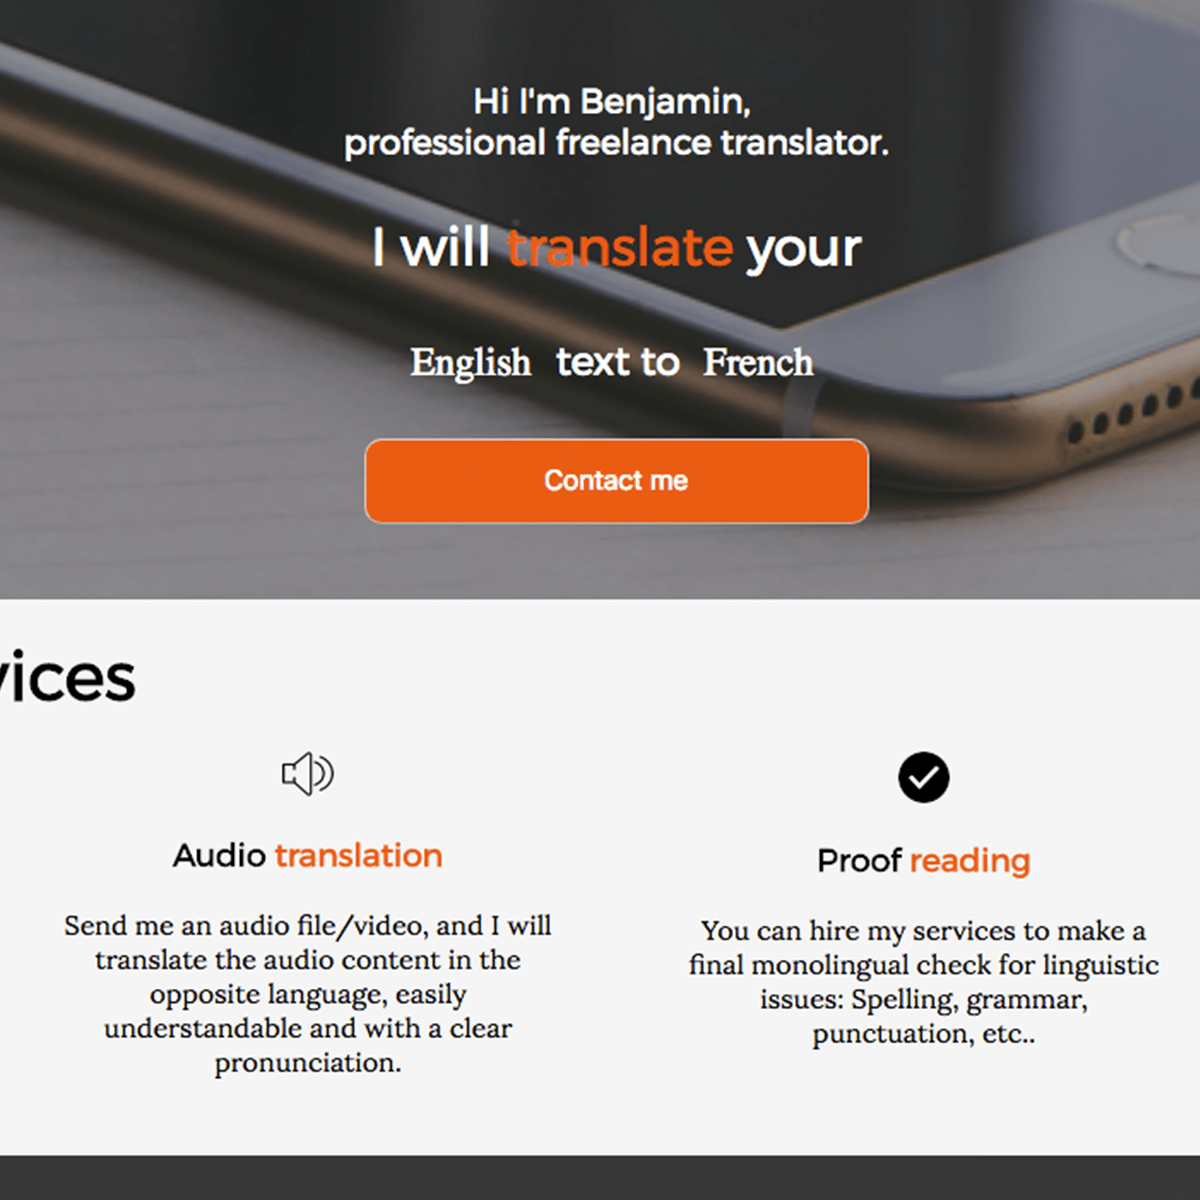 Hi I'm Benjamin,
professional freelance translator.
I will translate your
English text to French
Contact me
vices
Audio translation
Send me an audio file/video, and I will
translate the audio content in the
opposite language, easily
understandable and with a clear
pronunciation.
Proof reading
You can hire my services to make a
final monolingual check for linguistic
issues: Spelling, grammar,
punctuation, etc..